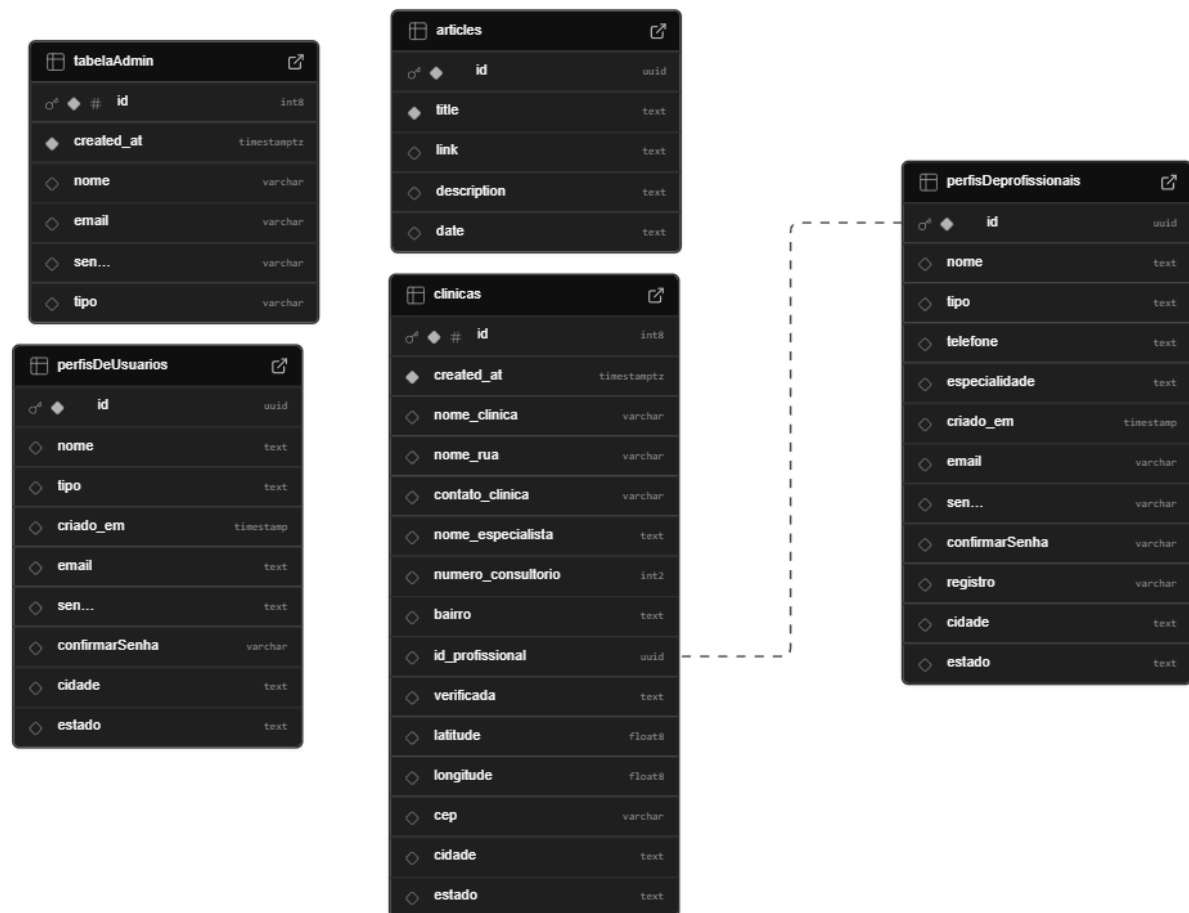 tabelaAdmin
id int8
created_at timestamptz
nome varchar
email varchar
sen... varchar
tipo varchar
perfisDeUsuarios
id uuid
nome text
tipo text
criado_em timestamp
email text
sen... text
confirmarSenha varchar
cidade text
estado text
articles
id uuid
title text
link text
description text
date text
clinicas
# id int8
created_at timestamptz
nome_clinica varchar
nome_rua varchar
contato_clinica varchar
nome_especialista text
numero_consultorio int2
bairro text
id_profissional uuid
verificada text
latitude float8
longitude float8
cep varchar
cidade text
estado text
perfisDeprofissionais
id uuid
nome text
tipo text
telefone text
especialidade text
criado_em timestamp
email varchar
sen... varchar
confirmarSenha varchar
registro varchar
cidade text
estado text